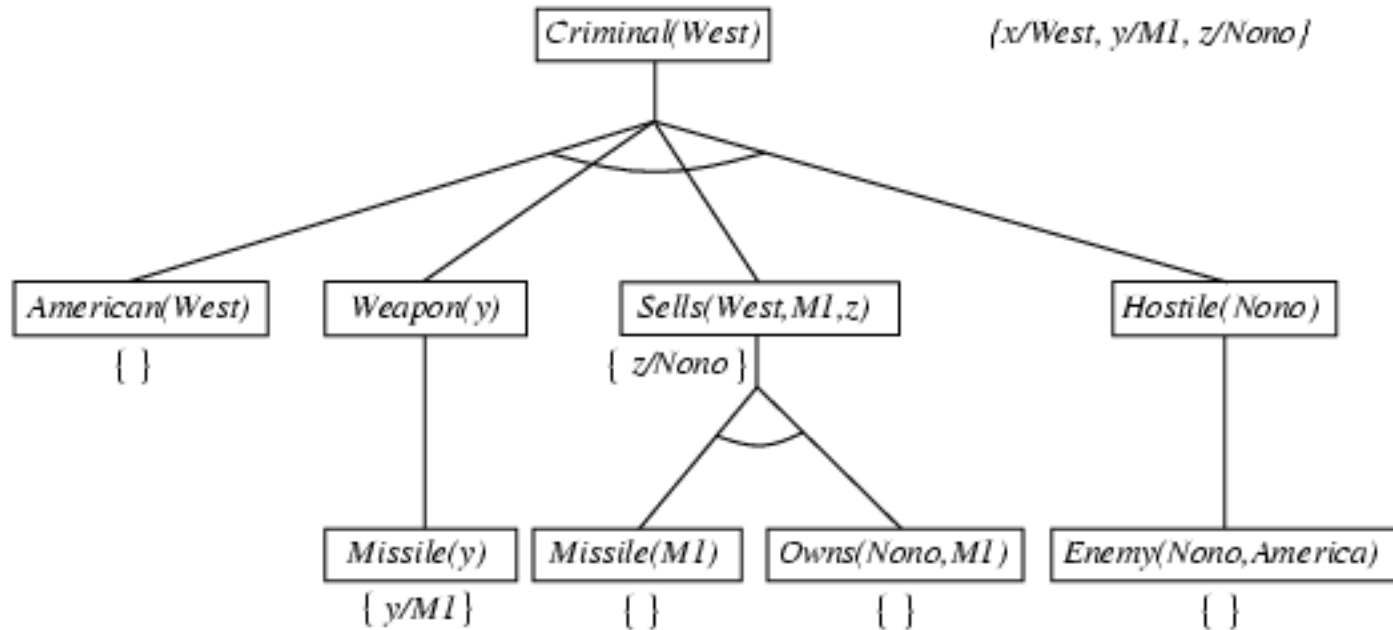 Criminal(West)
{x/West, y/M1, z/Nono}
American(West)
Weapon(y)
Sells(West,M1,z)
Hostile(Nono)
{ }
{ z/Nono }
Missile(y)
Missile(M1)
Owns(Nono,M1)
Enemy(Nono,America)
{ y/M1 }
{ }
{ }
{ }